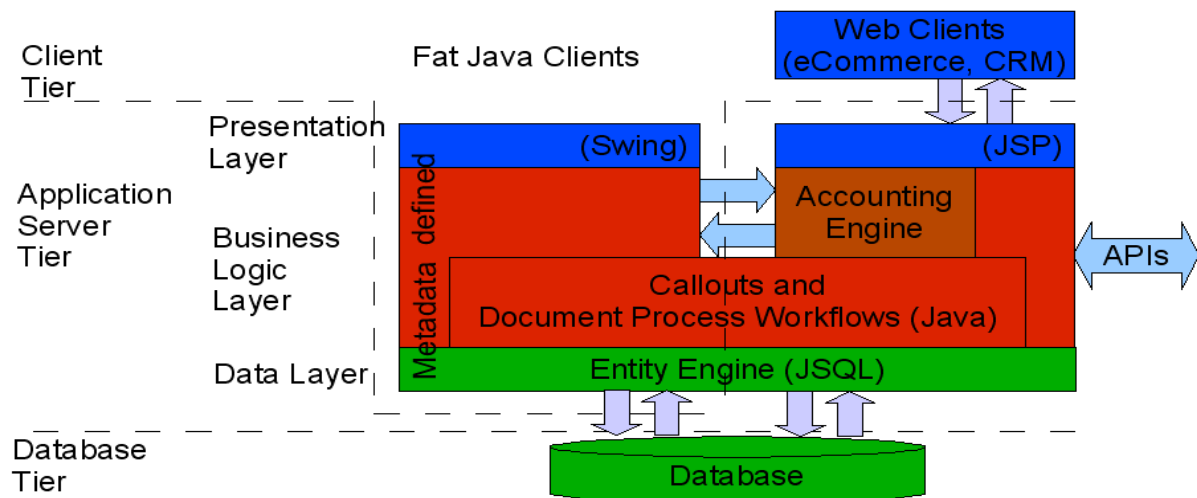 Client
Tier
Fat Java Clients
Web Clients
(eCommerce, CRM)
Presentation
Layer
(Swing)
(JSP)
Application
Server
Tier
Metadata defined
Accounting
Engine
Business
Logic
Layer
APIs
Callouts and
Document Process Workflows (Java)
Data Layer
Entity Engine (JSQL)
Database
Tier
Database